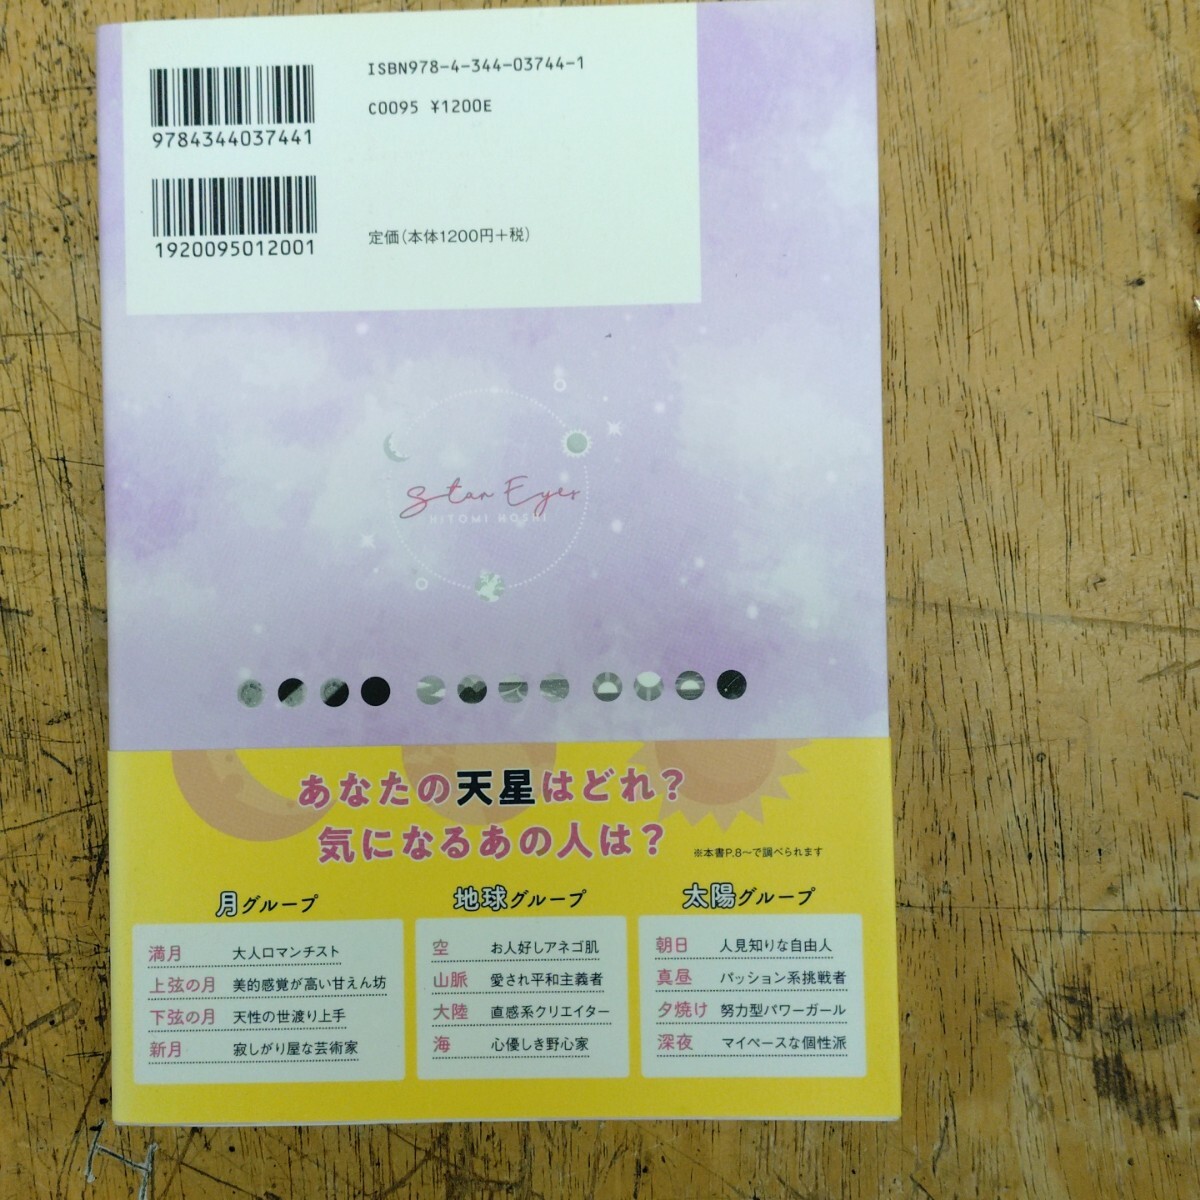 ISBN978-4-344-03744-1
9784344037441
C0095 ¥1200E
1920095012001
定価(本体1200円+税)
Star Eyes
HITOMI HOSHI
あなたの天星はどれ?
気になるあの人は?
※本書P.8〜で調べられます
月グループ
満月 大人ロマンチスト
上弦の月 美的感覚が高い甘えん坊
下弦の月 天性の世渡り上手
新月 寂しがり屋な芸術家
地球グループ
空 お人好しアネゴ肌
山脈 愛され平和主義者
大陸 直感系クリエイター
海 心優しき野心家
太陽グループ
朝日 人見知りな自由人
真昼 パッション系挑戦者
夕焼け 努力型パワーガール
深夜 マイペースな個性派